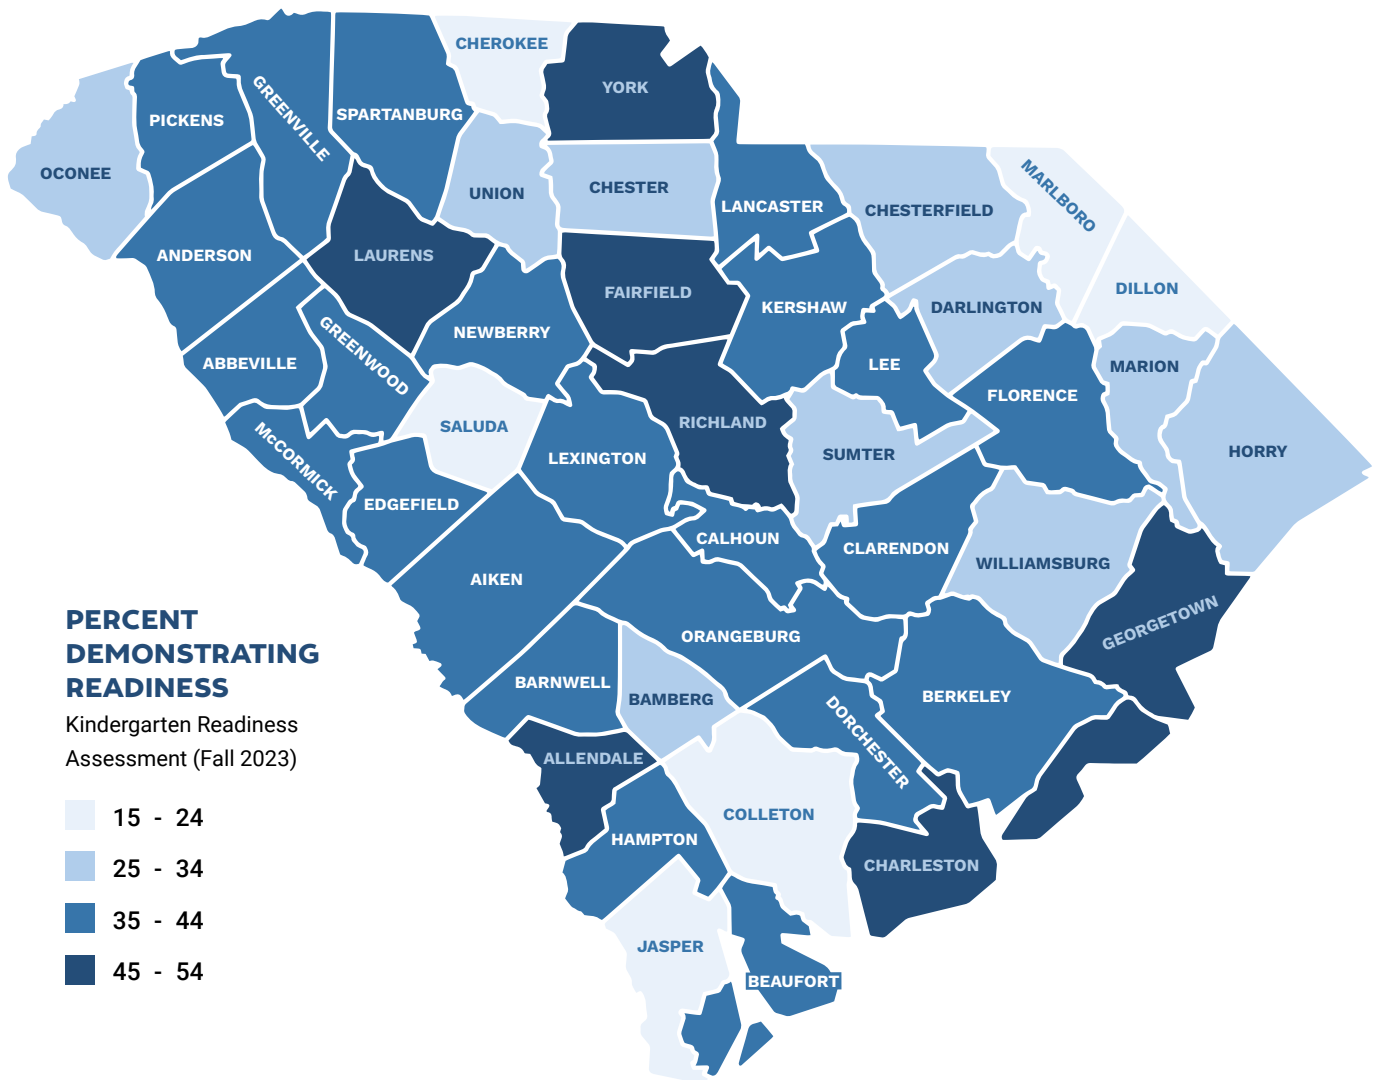 CHEROKEE
YORK
GREENVILLE
SPARTANBURG
PICKENS
OCONEE
UNION
CHESTER
LANCASTER
CHESTERFIELD
MARLBORO
ANDERSON
LAURENS
FAIRFIELD
KERSHAW
DARLINGTON
DILLON
ABBEVILLE
GREENWOOD
NEWBERRY
LEE
MARION
FLORENCE
SALUDA
RICHLAND
HORRY
McCORMICK
LEXINGTON
SUMTER
EDGEFIELD
CALHOUN
CLARENDON
WILLIAMSBURG
AIKEN
GEORGETOWN
ORANGEBURG
BARNWELL
BAMBERG
BERKELEY
DORCHESTER
ALLENDALE
COLLETON
HAMPTON
CHARLESTON
JASPER
BEAUFORT
PERCENT
DEMONSTRATING
READINESS
Kindergarten Readiness
Assessment (Fall 2023)
15 - 24
25 - 34
35 - 44
45 - 54